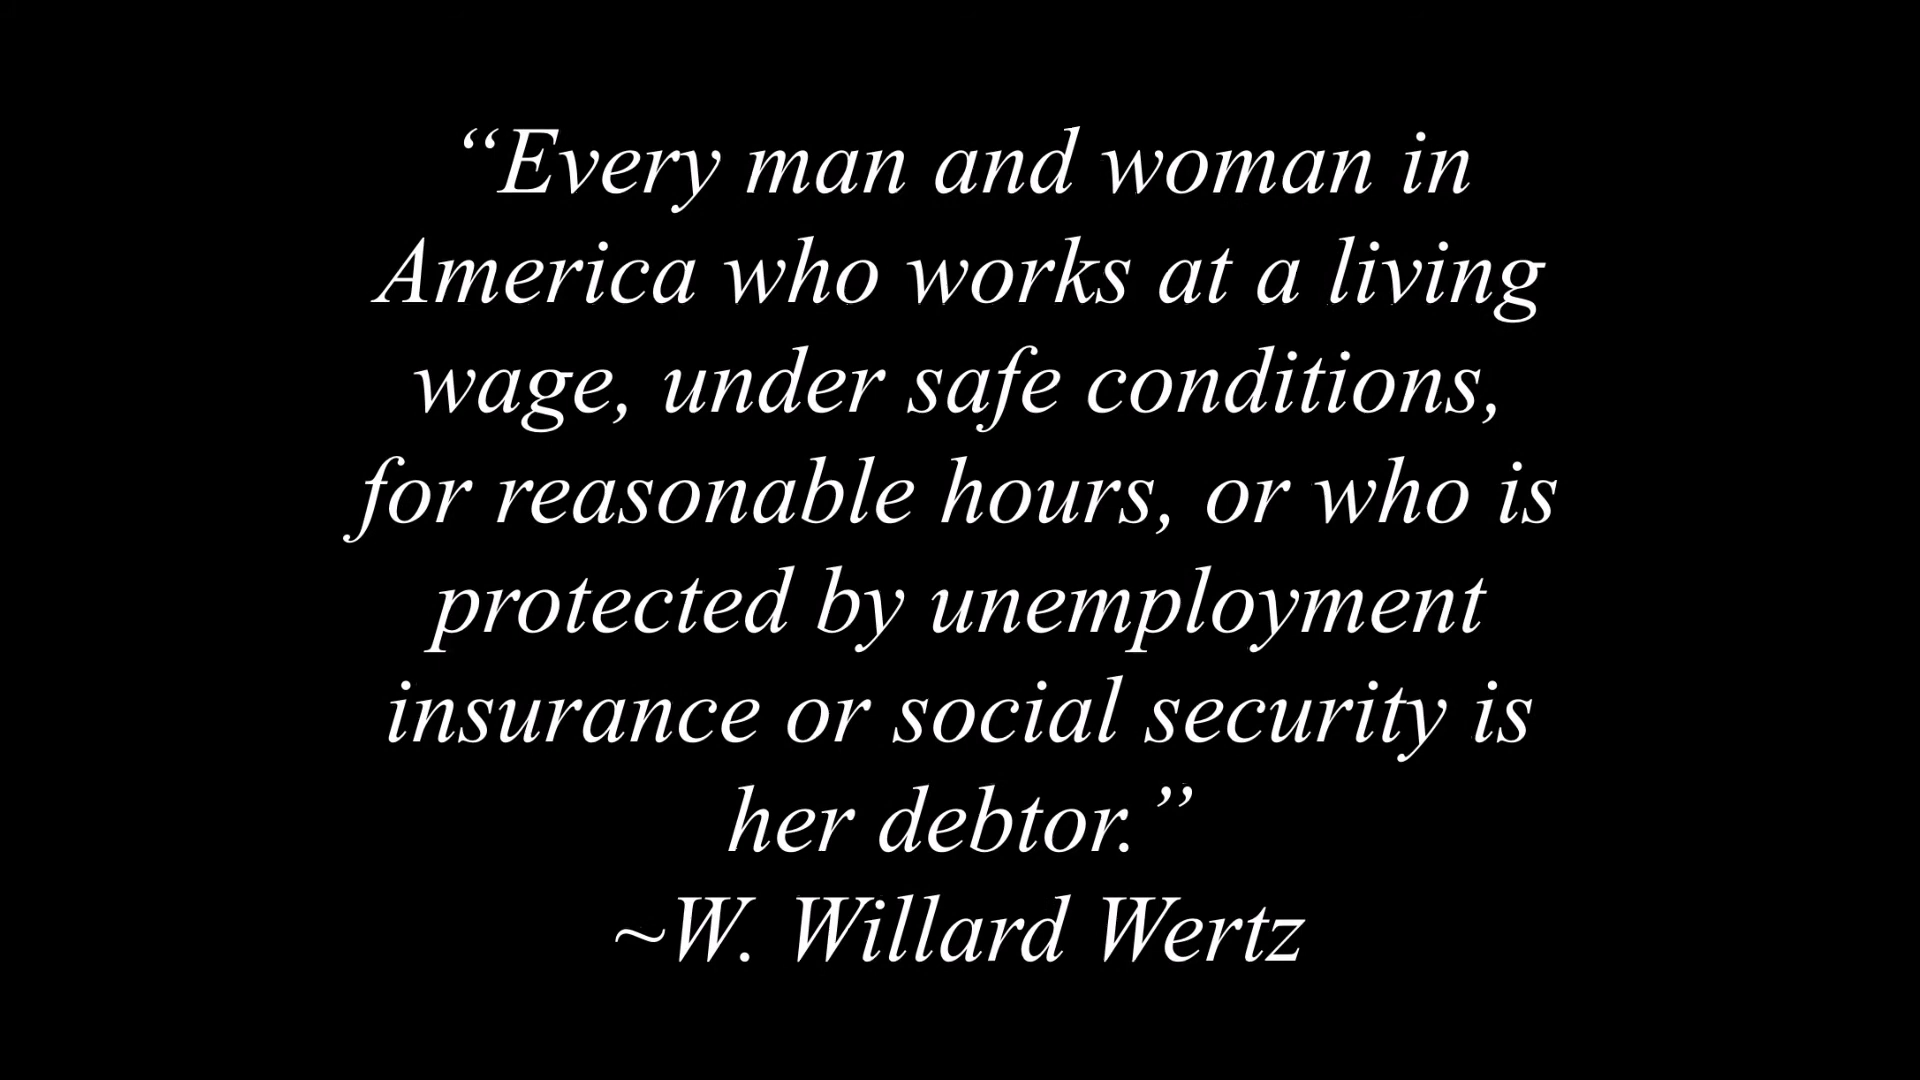 “Every man and woman in
America who works at a living
wage, under safe conditions,
for reasonable hours, or who is
protected by unemployment
insurance or social security is
her debtor.”
~W. Willard Wertz